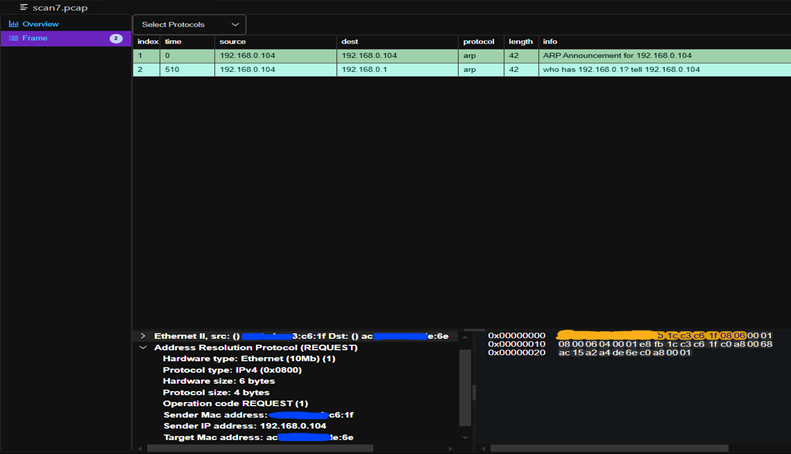 scan7.pcap
Overview
Frame 2
Select Protocols
index time source dest protocol length info
1 0 192.168.0.104 192.168.0.104 arp 42 ARP Announcement for 192.168.0.104
2 510 192.168.0.104 192.168.0.1 arp 42 who has 192.168.0.1? tell 192.168.0.104
Ethernet II, src: () 3:c6:1f Dst: () ac e:6e
Address Resolution Protocol (REQUEST)
Hardware type: Ethernet (10Mb) (1)
Protocol type: IPv4 (0x0800)
Hardware size: 6 bytes
Protocol size: 4 bytes
Operation code REQUEST (1)
Sender Mac address: c6:1f
Sender IP address: 192.168.0.104
Target Mac address: ac e:6e
0x00000000 1c c3 c6 1f 08 06 00 01
0x00000010 08 00 06 04 00 01 e8 fb 1c c3 c6 1f c0 a8 00 68
0x00000020 ac 15 a2 a4 de 6e c0 a8 00 01